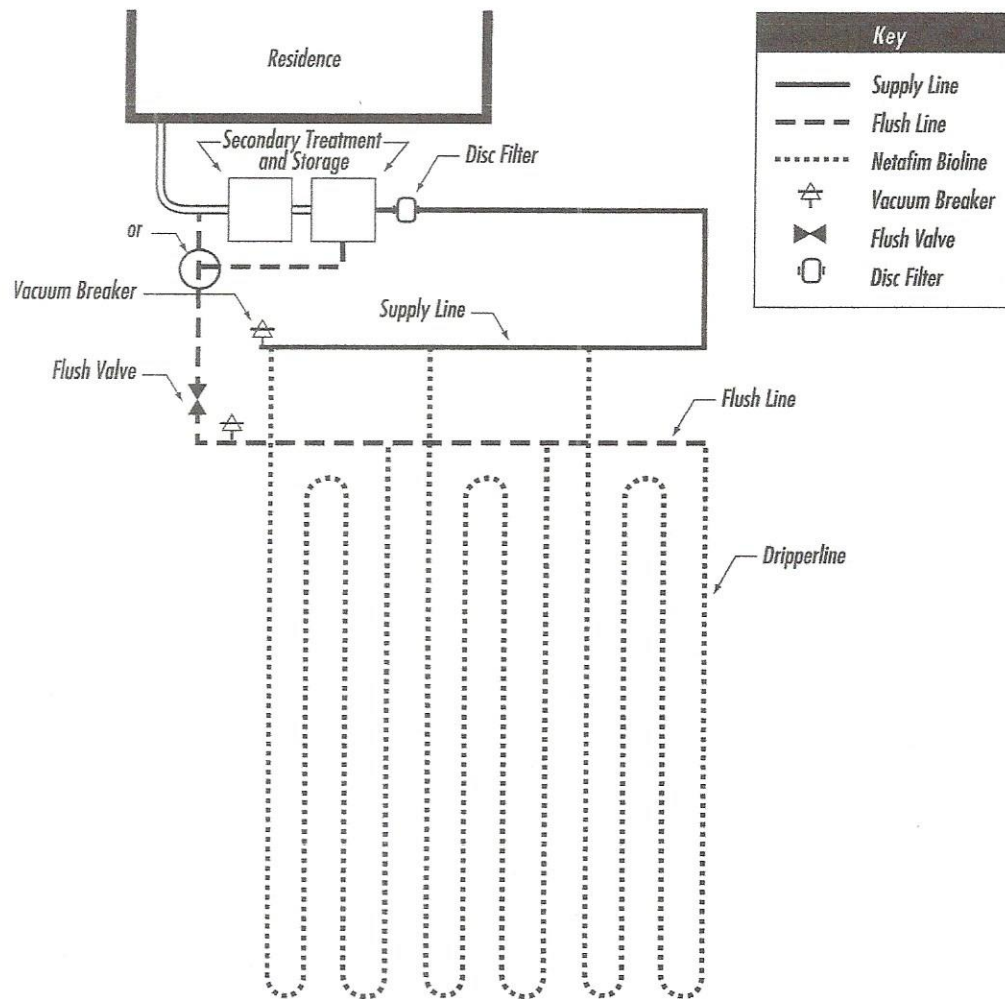 Residence
Key
Supply Line
Flush Line
Netafim Bioline
Vacuum Breaker
Flush Valve
Disc Filter
Secondary Treatment
and Storage
Disc Filter
or
Vacuum Breaker
Supply Line
Flush Valve
Flush Line
Dripperline